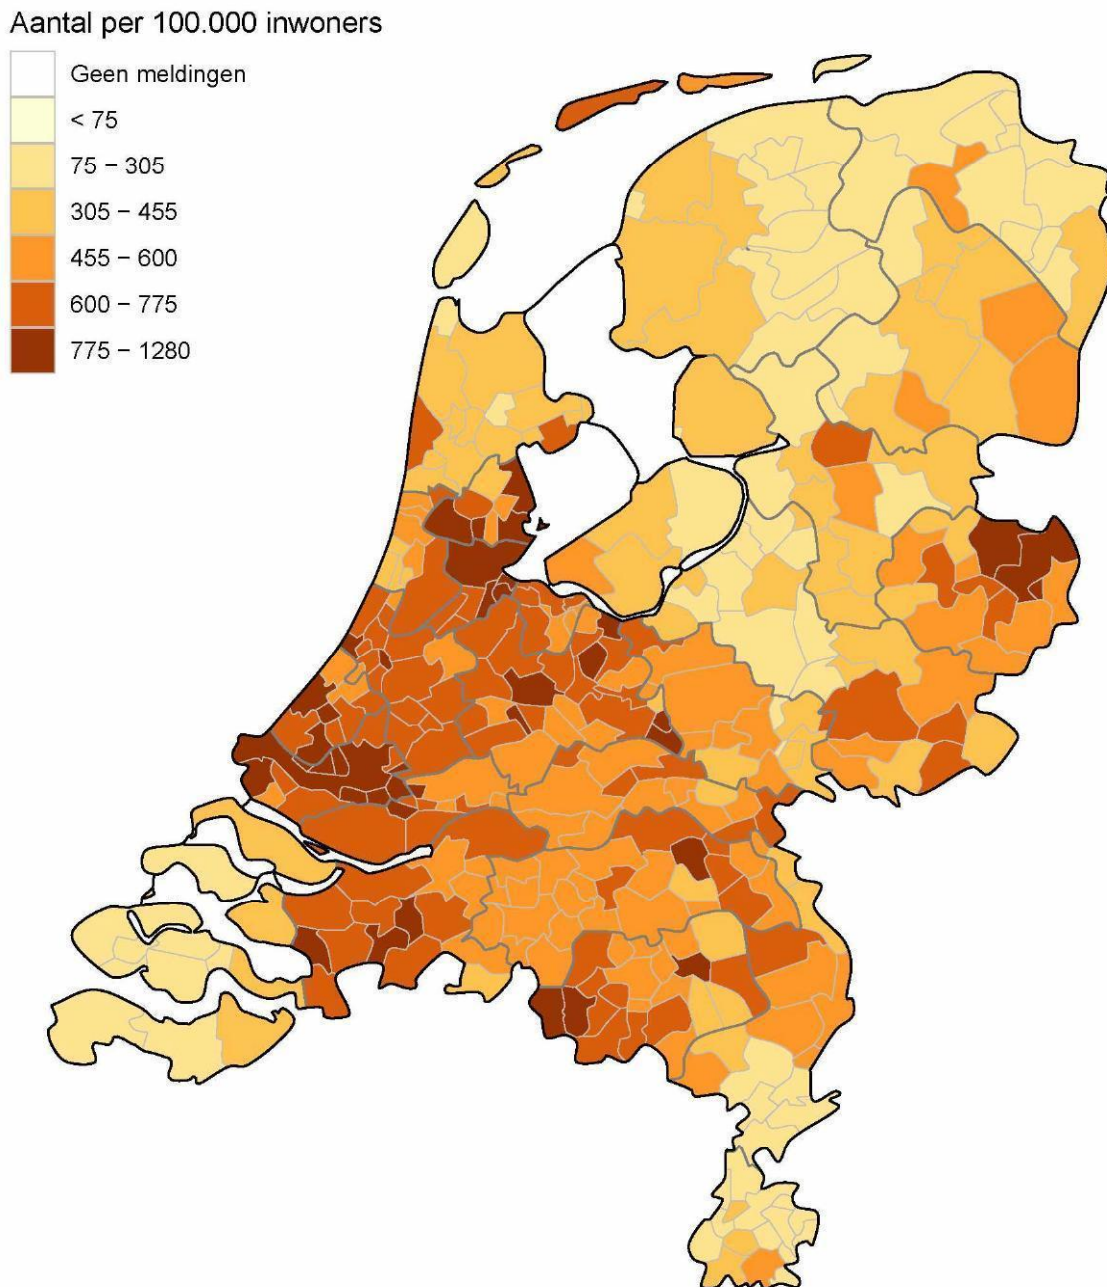 Aantal per 100.000 inwoners
Geen meldingen
< 75
75 − 305
305 − 455
455 − 600
600 − 775
775 − 1280